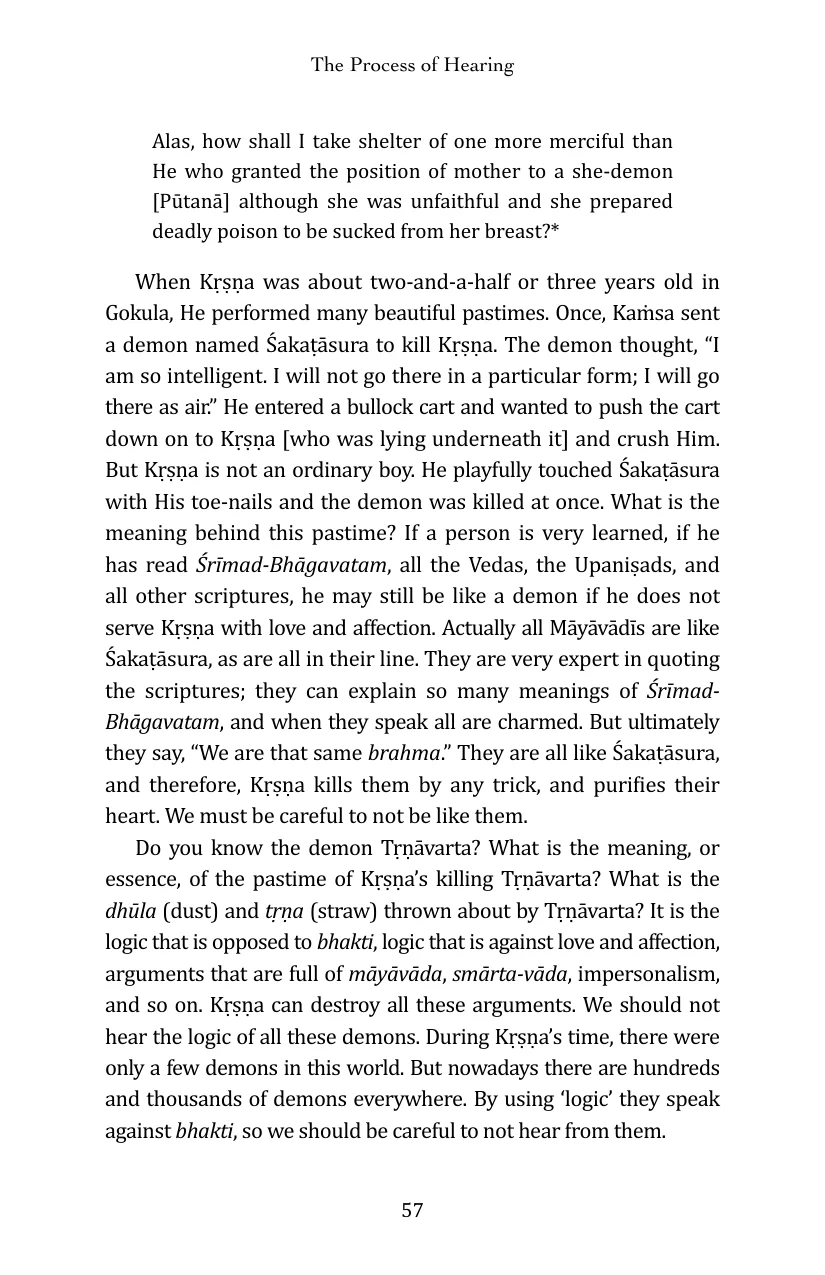 The Process of Hearing
Alas, how shall I take shelter of one more merciful than
He who granted the position of mother to a she-demon
[Pūtanā] although she was unfaithful and she prepared
deadly poison to be sucked from her breast?*
When Kṛṣṇa was about two-and-a-half or three years old in
Gokula, He performed many beautiful pastimes. Once, Kaṁsa sent
a demon named Śakaṭāsura to kill Kṛṣṇa. The demon thought, “I
am so intelligent. I will not go there in a particular form; I will go
there as air.” He entered a bullock cart and wanted to push the cart
down on to Kṛṣṇa [who was lying underneath it] and crush Him.
But Kṛṣṇa is not an ordinary boy. He playfully touched Śakaṭāsura
with His toe-nails and the demon was killed at once. What is the
meaning behind this pastime? If a person is very learned, if he
has read Śrīmad-Bhāgavatam, all the Vedas, the Upaniṣads, and
all other scriptures, he may still be like a demon if he does not
serve Kṛṣṇa with love and affection. Actually all Māyāvādīs are like
Śakaṭāsura, as are all in their line. They are very expert in quoting
the scriptures; they can explain so many meanings of Śrīmad-
Bhāgavatam, and when they speak all are charmed. But ultimately
they say, “We are that same brahma.” They are all like Śakaṭāsura,
and therefore, Kṛṣṇa kills them by any trick, and purifies their
heart. We must be careful to not be like them.
Do you know the demon Tṛṇāvarta? What is the meaning, or
essence, of the pastime of Kṛṣṇa’s killing Tṛṇāvarta? What is the
dhūla (dust) and tṛṇa (straw) thrown about by Tṛṇāvarta? It is the
logic that is opposed to bhakti, logic that is against love and affection,
arguments that are full of māyāvāda, smārta-vāda, impersonalism,
and so on. Kṛṣṇa can destroy all these arguments. We should not
hear the logic of all these demons. During Kṛṣṇa’s time, there were
only a few demons in this world. But nowadays there are hundreds
and thousands of demons everywhere. By using ‘logic’ they speak
against bhakti, so we should be careful to not hear from them.
57